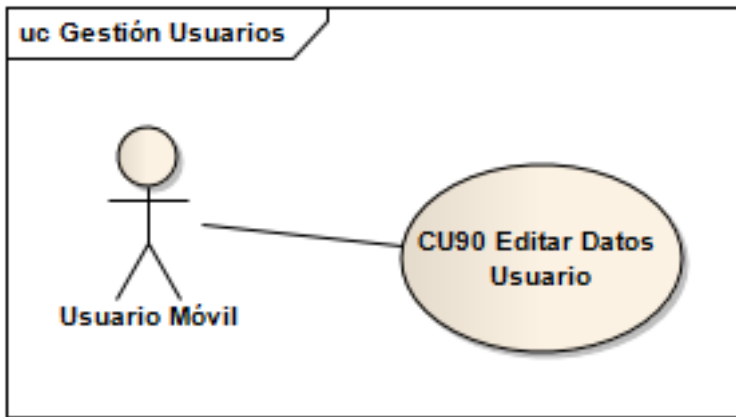 uc Gestión Usuarios
CU90 Editar Datos
Usuario
Usuario Móvil